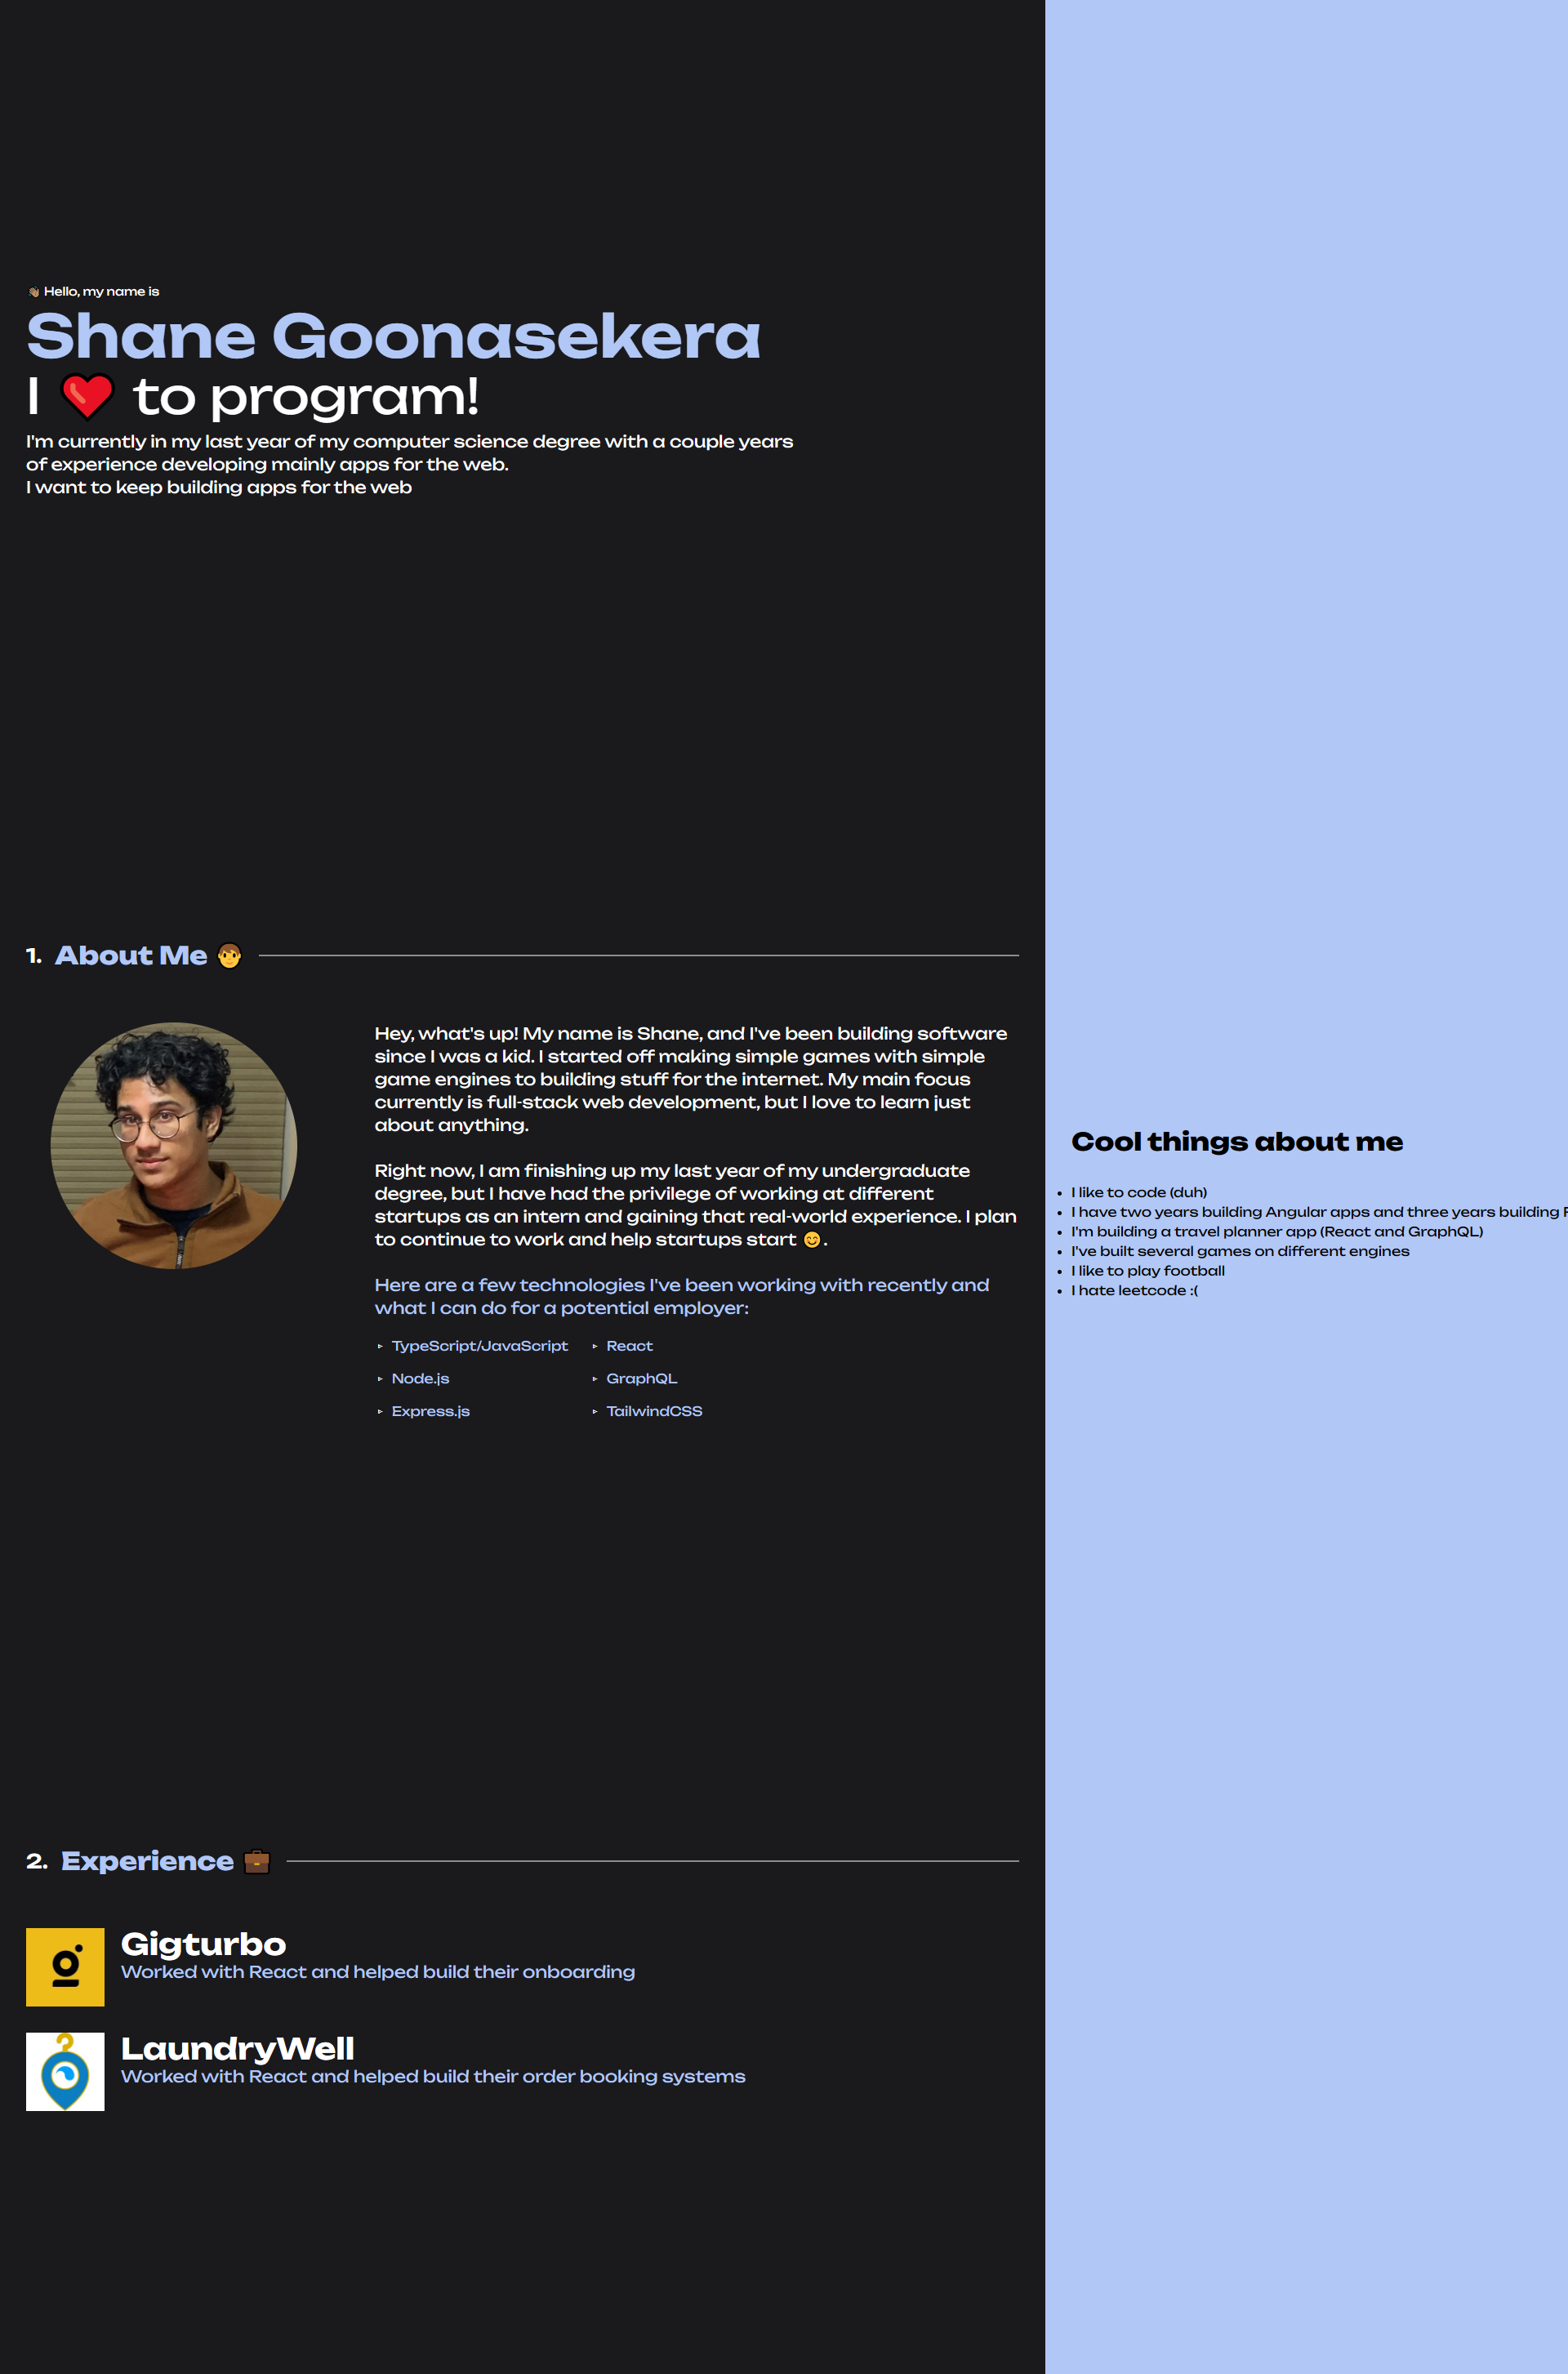 👋🏽 Hello, my name is
Shane Goonasekera
I ❤️ to program!
I'm currently in my last year of my computer science degree with a couple years
of experience developing mainly apps for the web.
I want to keep building apps for the web
1. About Me 🧒
Hey, what's up! My name is Shane, and I've been building software
since I was a kid. I started off making simple games with simple
game engines to building stuff for the internet. My main focus
currently is full-stack web development, but I love to learn just
about anything.
Right now, I am finishing up my last year of my undergraduate
degree, but I have had the privilege of working at different
startups as an intern and gaining that real-world experience. I plan
to continue to work and help startups start 😊.
Here are a few technologies I've been working with recently and
what I can do for a potential employer:
▸ TypeScript/JavaScript ▸ React
▸ Node.js ▸ GraphQL
▸ Express.js ▸ TailwindCSS
2. Experience 💼
Gigturbo
Worked with React and helped build their onboarding
LaundryWell
Worked with React and helped build their order booking systems
Cool things about me
• I like to code (duh)
• I have two years building Angular apps and three years building
• I'm building a travel planner app (React and GraphQL)
• I've built several games on different engines
• I like to play football
• I hate leetcode :(